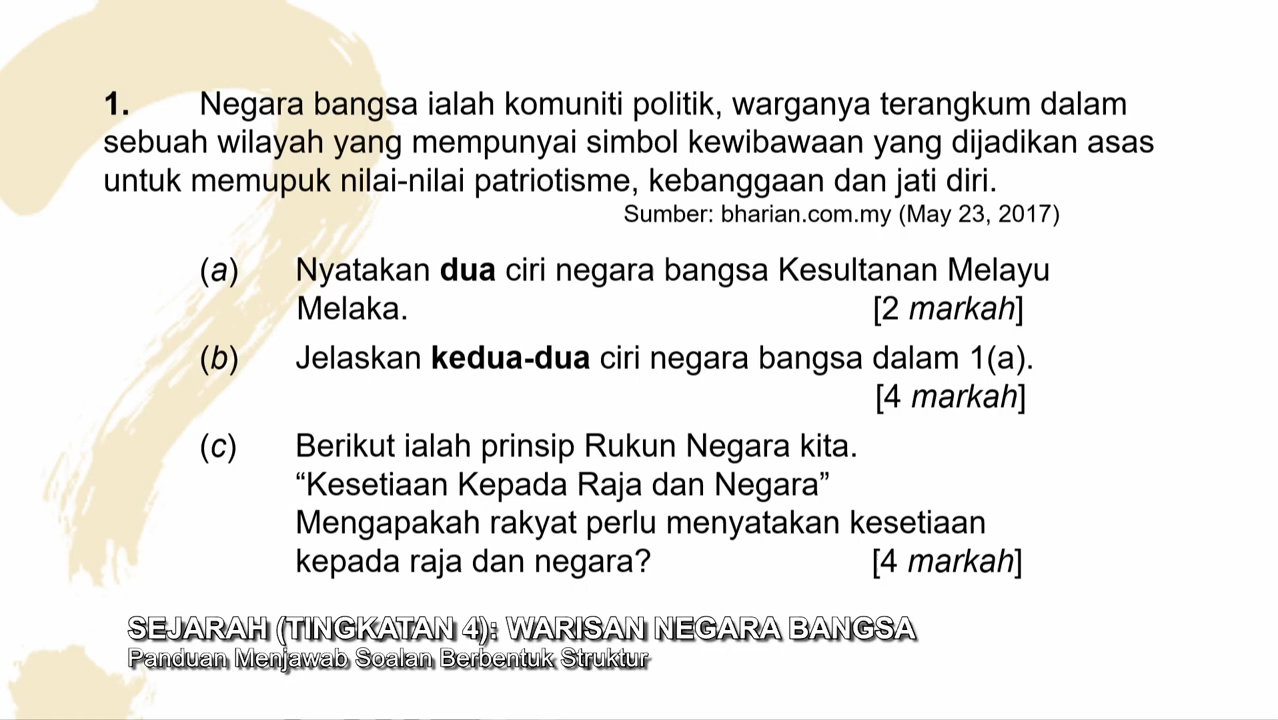 1. Negara bangsa ialah komuniti politik, warganya terangkum dalam
sebuah wilayah yang mempunyai simbol kewibawaan yang dijadikan asas
untuk memupuk nilai-nilai patriotisme, kebanggaan dan jati diri.
Sumber: bharian.com.my (May 23, 2017)
(a) Nyatakan dua ciri negara bangsa Kesultanan Melayu
Melaka. [2 markah]
(b) Jelaskan kedua-dua ciri negara bangsa dalam 1(a).
[4 markah]
(c) Berikut ialah prinsip Rukun Negara kita.
“Kesetiaan Kepada Raja dan Negara”
Mengapakah rakyat perlu menyatakan kesetiaan
kepada raja dan negara? [4 markah]
SEJARAH (TINGKATAN 4): WARISAN NEGARA BANGSA
Panduan Menjawab Soalan Berbentuk Struktur